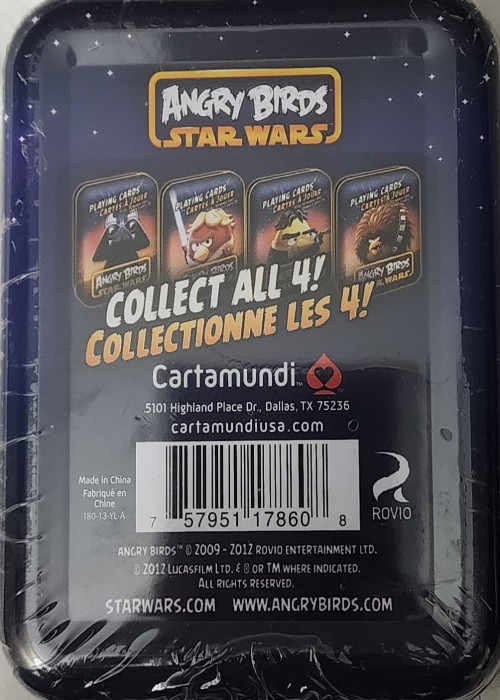 ANGRY BIRDS
STAR WARS
PLAYING CARDS
CARTES À JOUER
ANGRY BIRDS
STAR WARS
PLAYING CARDS
CARTES À JOUER
ANGRY BIRDS
PLAYING CARDS
CARTES À JOUER
PLAYING CARDS
CARTES À JOUER
ANGRY BIRDS
STAR WARS
COLLECT ALL 4!
COLLECTIONNE LES 4!
Cartamundi™
5101 Highland Place Dr., Dallas, TX 75236
cartamundiusa.com
Made in China
Fabriqué en
Chine
180-13-YL-A
7 57951 17860 8
ROVIO
ANGRY BIRDS™ © 2009 - 2012 ROVIO ENTERTAINMENT LTD.
© 2012 LUCASFILM LTD. & ® OR TM WHERE INDICATED.
ALL RIGHTS RESERVED.
STARWARS.COM WWW.ANGRYBIRDS.COM